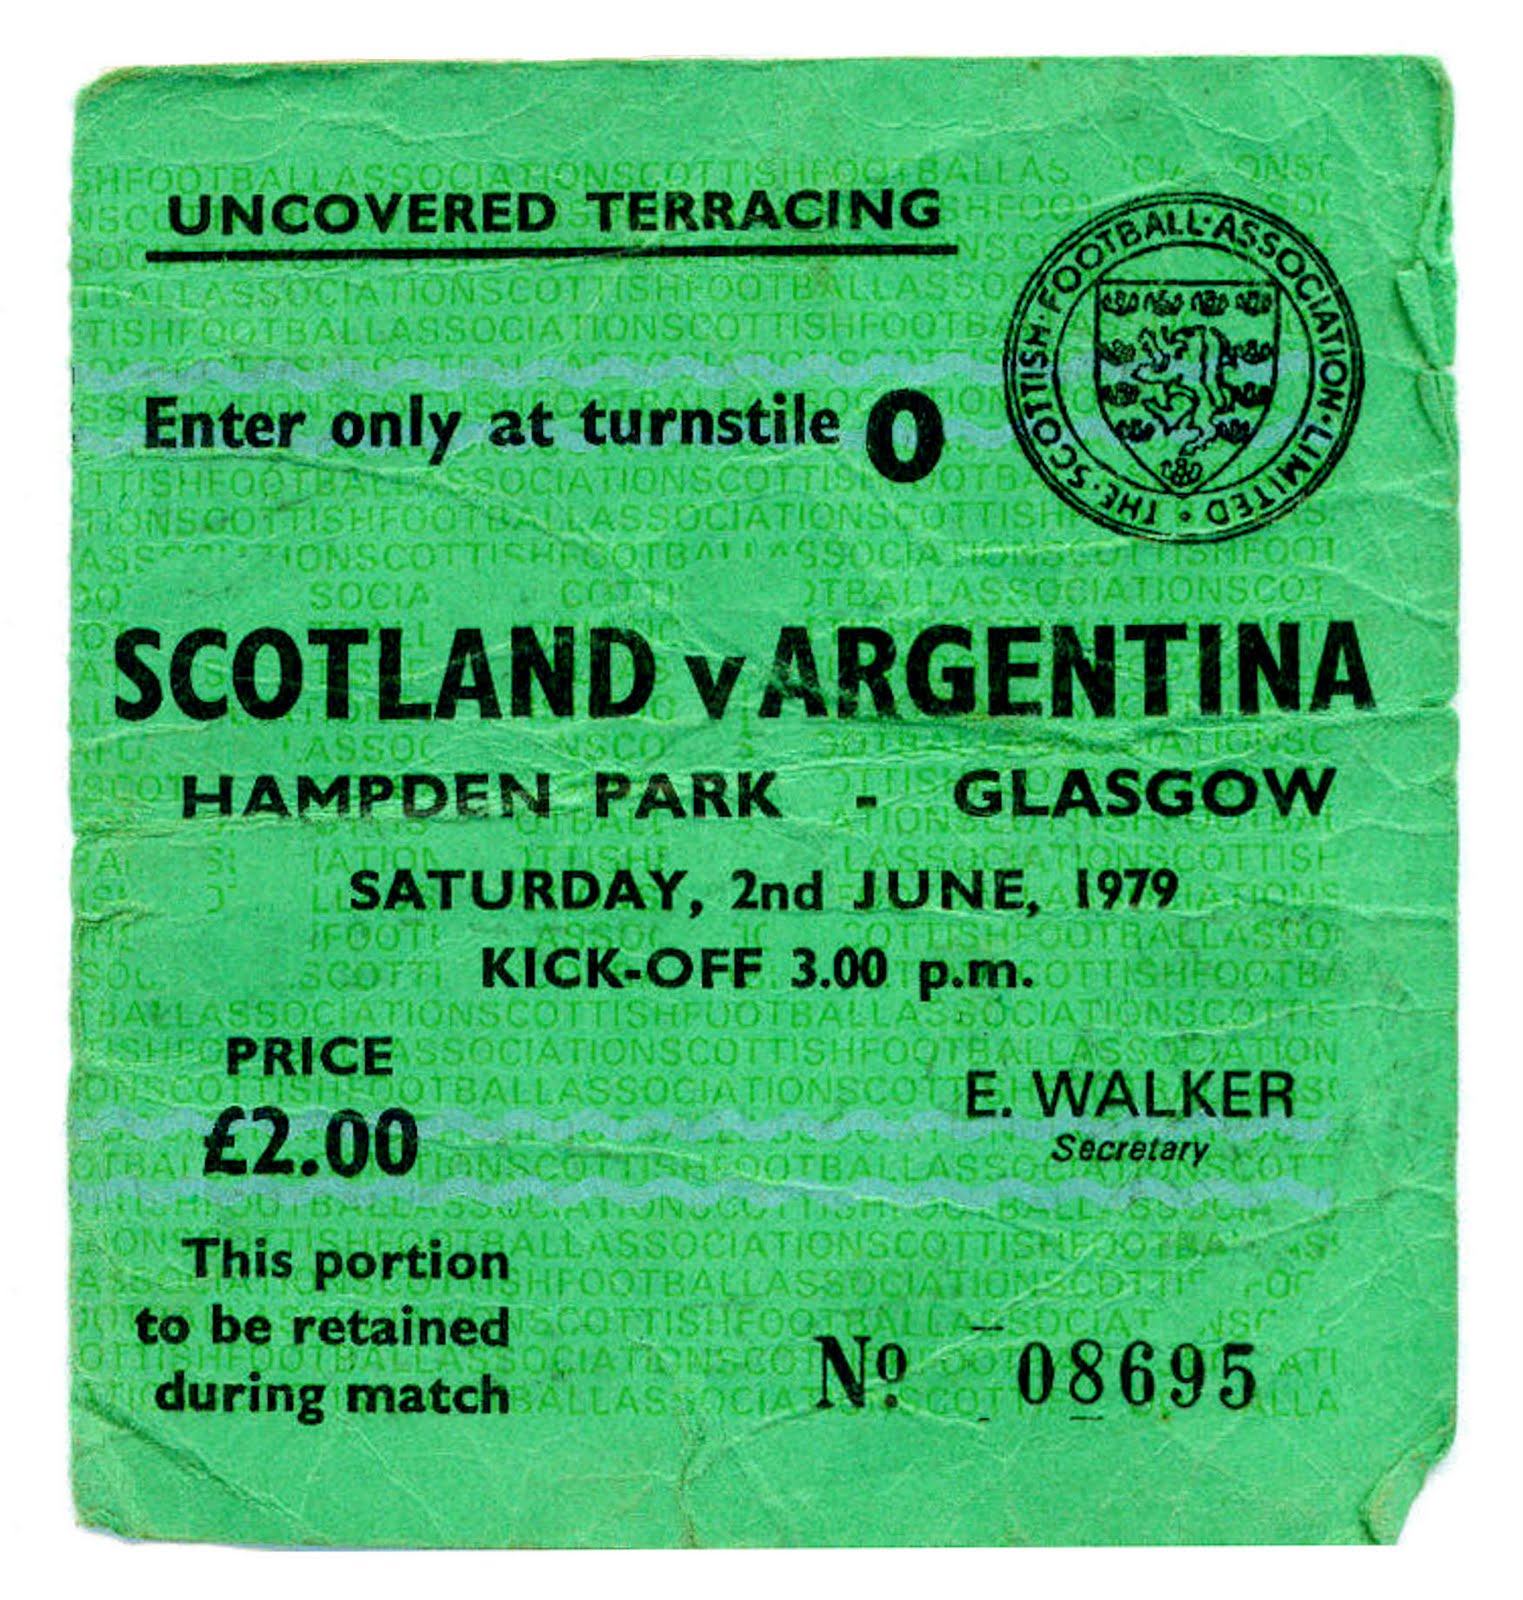 UNCOVERED TERRACING
THE · SCOTTISH · FOOTBALL · ASSOCIATION · LIMITED
Enter only at turnstile O
SCOTLAND v ARGENTINA
HAMPDEN PARK - GLASGOW
SATURDAY, 2nd JUNE, 1979
KICK-OFF 3.00 p.m.
PRICE
£2.00
E. WALKER
Secretary
This portion
to be retained
during match
Nº 08695